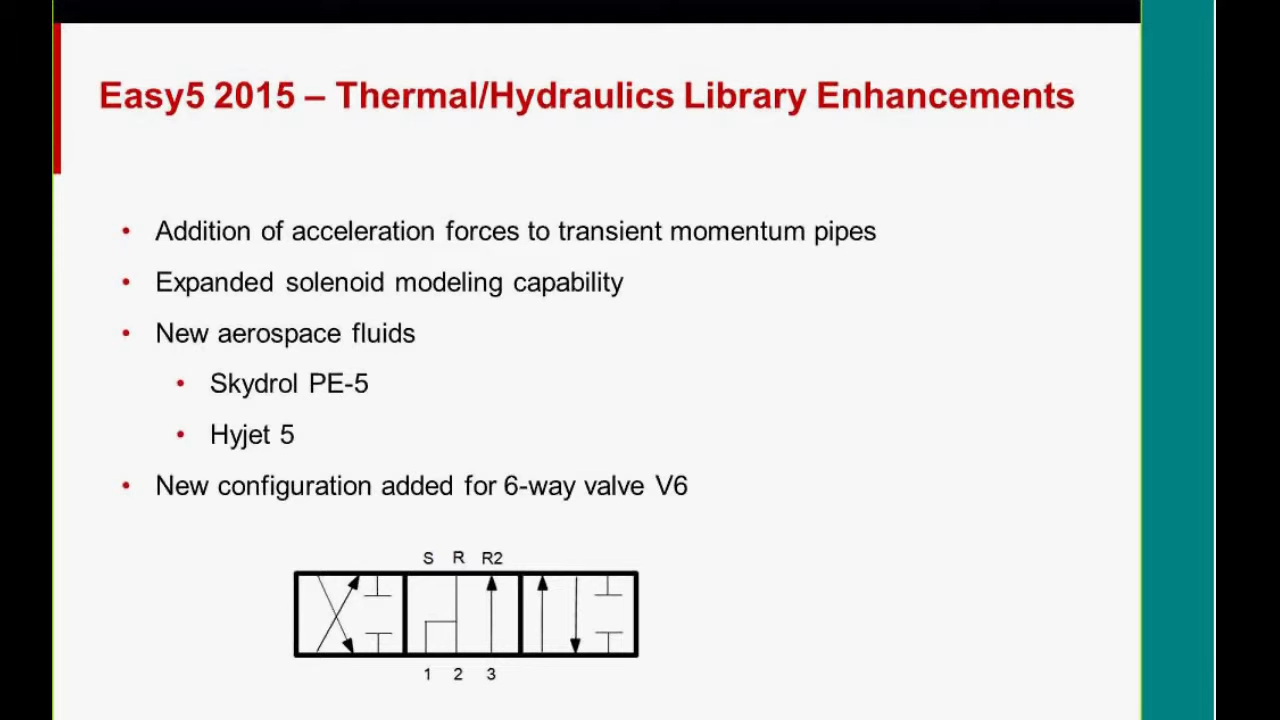 Easy5 2015 – Thermal/Hydraulics Library Enhancements
• Addition of acceleration forces to transient momentum pipes
• Expanded solenoid modeling capability
• New aerospace fluids
• Skydrol PE-5
• Hyjet 5
• New configuration added for 6-way valve V6
S R R2
1 2 3